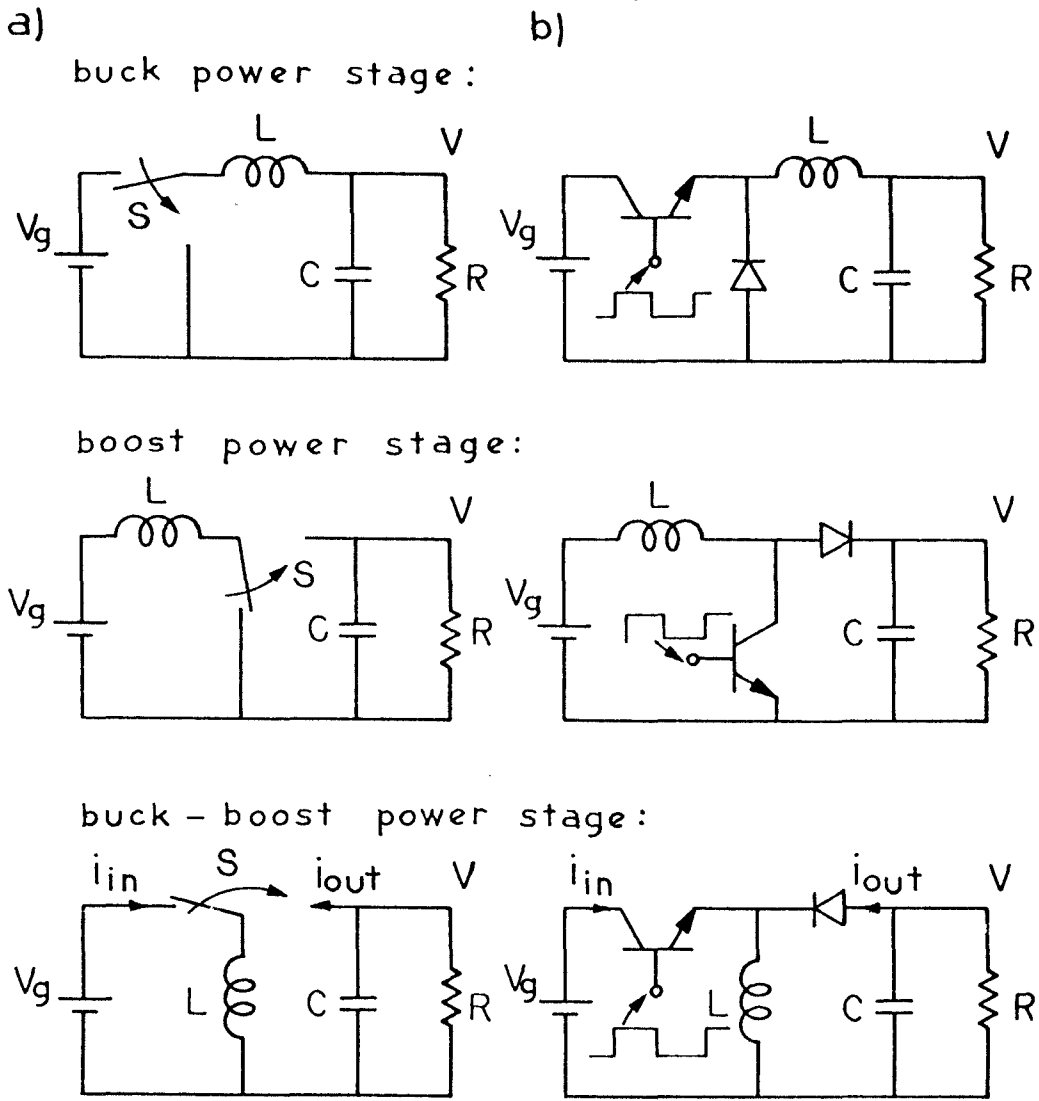 a) b)
buck power stage:
L V L V
S
Vg C R Vg C R
boost power stage:
L V L V
S
Vg C R Vg C R
buck – boost power stage:
iin S iout V iin iout V
Vg L C R Vg L C R